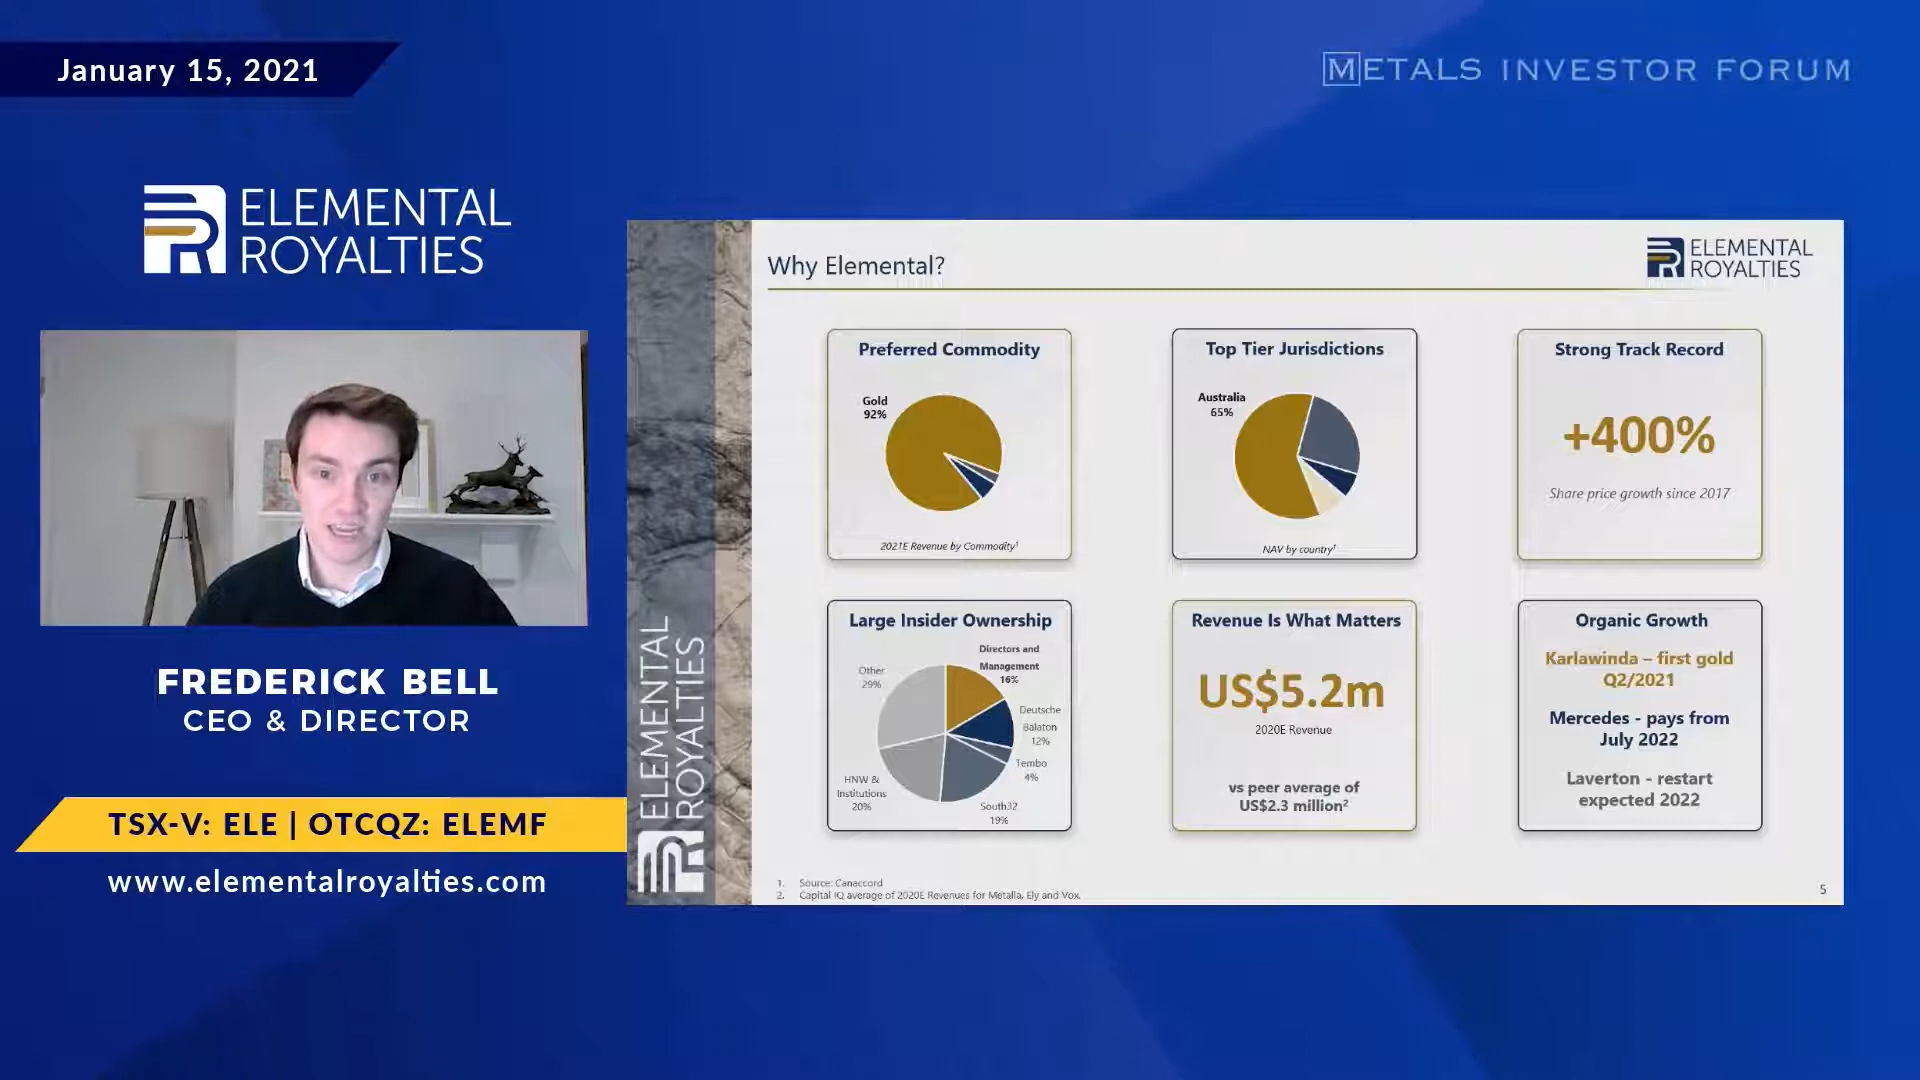 January 15, 2021
METALS INVESTOR FORUM
ELEMENTAL
ROYALTIES
FREDERICK BELL
CEO & DIRECTOR
TSX-V: ELE | OTCQZ: ELEMF
www.elementalroyalties.com
ELEMENTAL
ROYALTIES
Why Elemental?
ELEMENTAL
ROYALTIES
Preferred Commodity
Gold
92%
2021E Revenue by Commodity¹
Top Tier Jurisdictions
Australia
65%
NAV by country¹
Strong Track Record
+400%
Share price growth since 2017
Large Insider Ownership
Directors and
Management
16%
Deutsche
Balaton
12%
Tembo
4%
South32
19%
HNW &
Institutions
20%
Other
29%
Revenue Is What Matters
US$5.2m
2020E Revenue
vs peer average of
US$2.3 million²
Organic Growth
Karlawinda – first gold
Q2/2021
Mercedes - pays from
July 2022
Laverton - restart
expected 2022
1. Source: Canaccord
2. Capital IQ average of 2020E Revenues for Metalla, Ely and Vox.
5